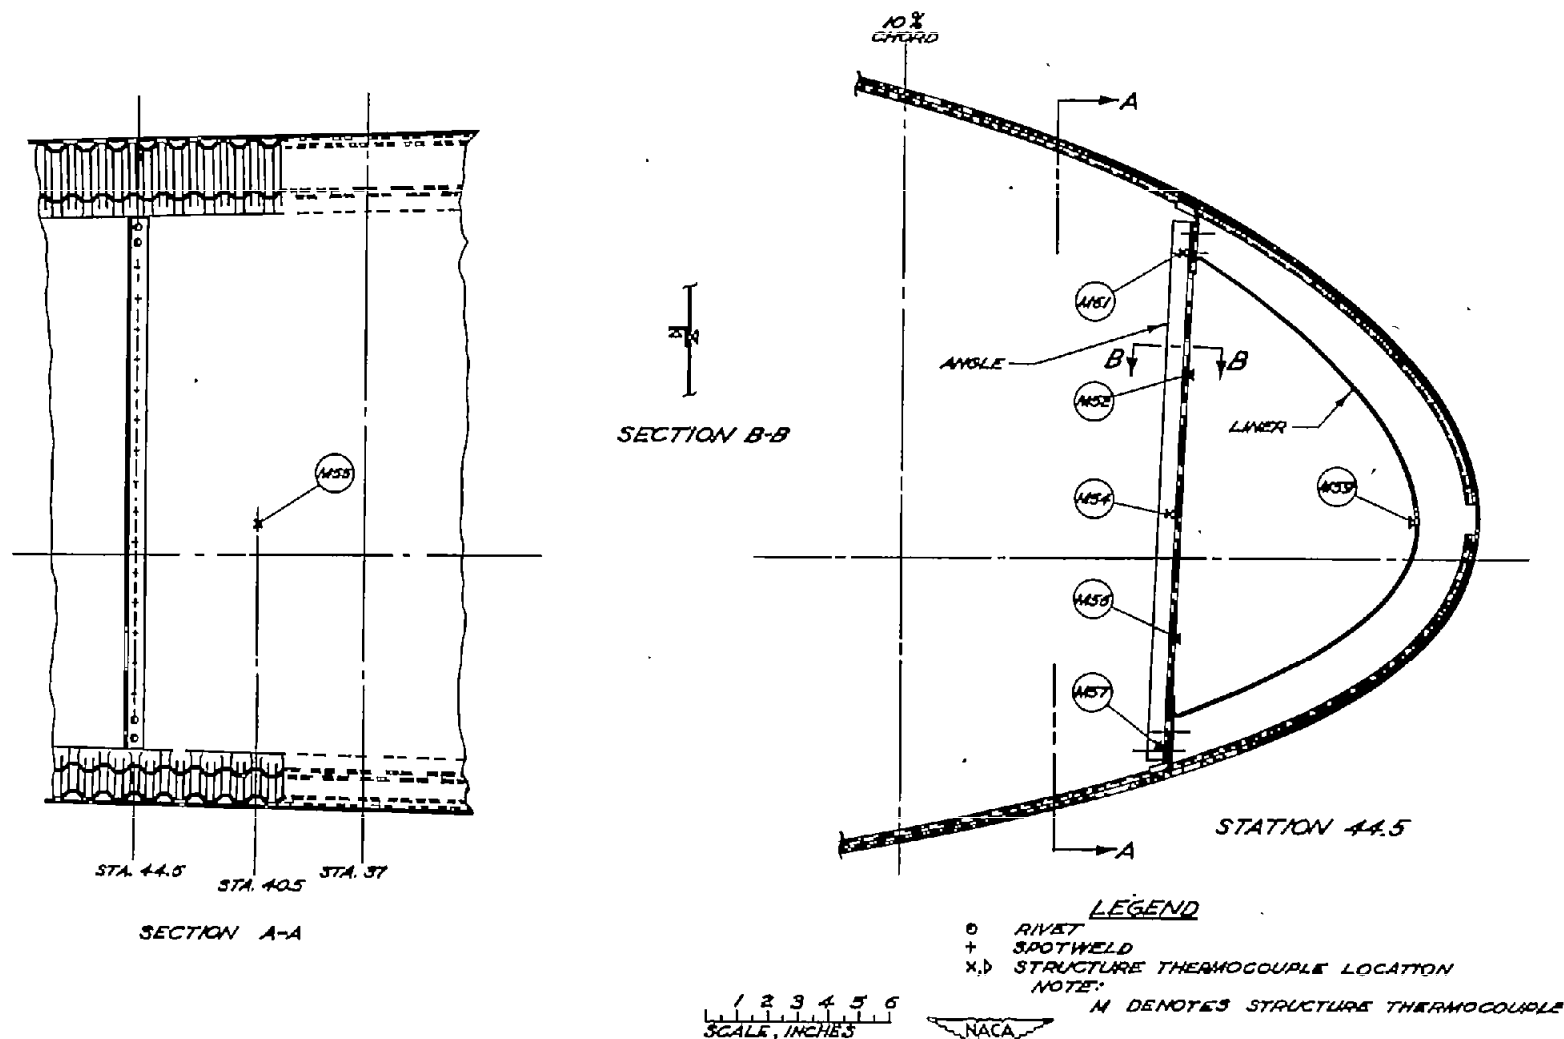 10%
CHORD
A
M51
ANGLE
B
B
M52
LINER
SECTION B-B
M55
M54
M59
M56
M57
STATION 44.5
A
STA. 44.5
STA. 40.5
STA. 37
SECTION A-A
LEGEND
RIVET
SPOTWELD
X,D STRUCTURE THERMOCOUPLE LOCATION
NOTE:
M DENOTES STRUCTURE THERMOCOUPLE
1 2 3 4 5 6
SCALE, INCHES
NACA